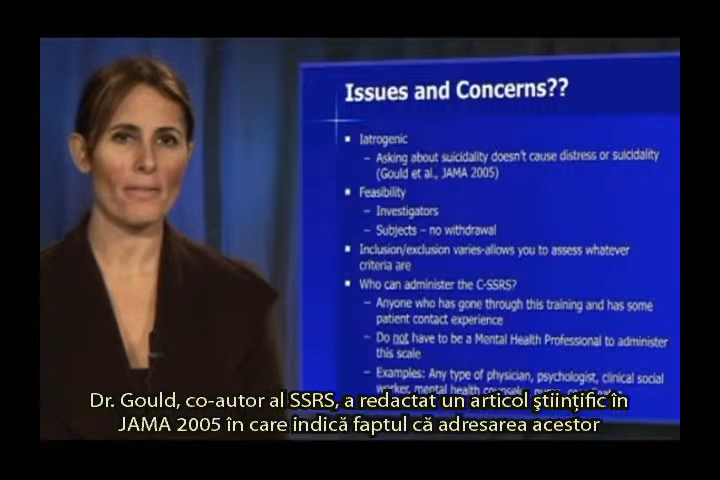 Issues and Concerns??
▪ Iatrogenic
– Asking about suicidality doesn't cause distress or suicidality
(Gould et al., JAMA 2005)
▪ Feasibility
– Investigators
– Subjects – no withdrawal
▪ Inclusion/exclusion varies-allows you to assess whatever
criteria are
▪ Who can administer the C-SSRS?
– Anyone who has gone through this training and has some
patient contact experience
– Do not have to be a Mental Health Professional to administer
this scale
– Examples: Any type of physician, psychologist, clinical social
worker, mental health
Dr. Gould, co-autor al SSRS, a redactat un articol ştiinţific în
JAMA 2005 în care indică faptul că adresarea acestor